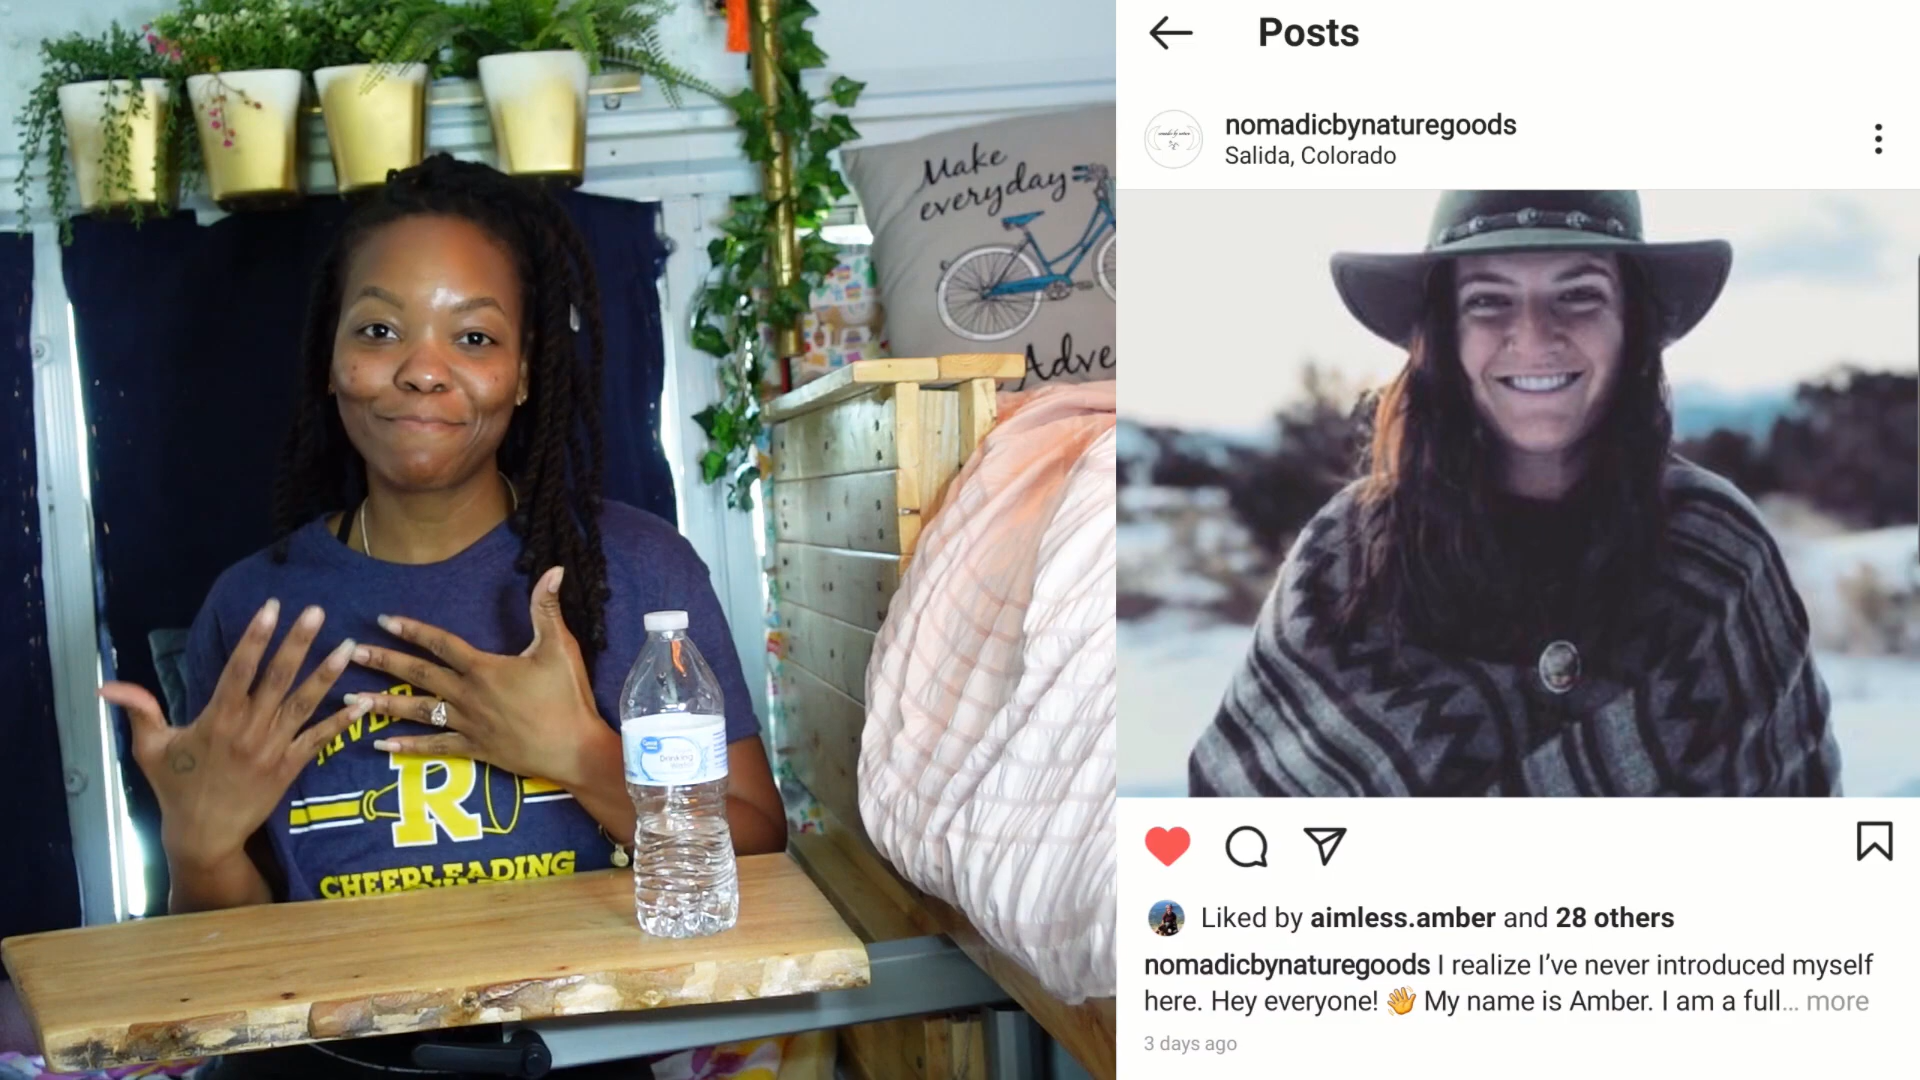 Make
everyday
Adve
R
CHEERLEADING
Drinking
Posts
nomadicbynaturegoods
Salida, Colorado
Liked by aimless.amber and 28 others
nomadicbynaturegoods I realize I've never introduced myself
here. Hey everyone! 👋 My name is Amber. I am a full... more
3 days ago